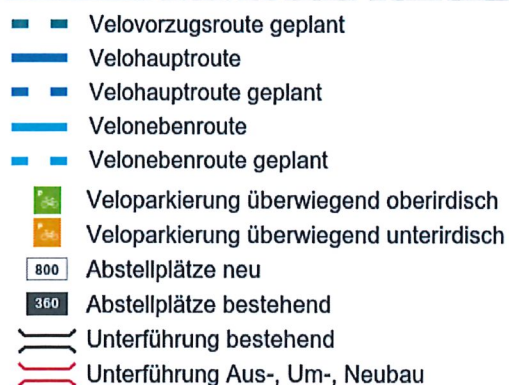 Velovorzugsroute geplant
Velohauptroute
Velohauptroute geplant
Velonebenroute
Velonebenroute geplant
P Veloparkierung überwiegend oberirdisch
P Veloparkierung überwiegend unterirdisch
800 Abstellplätze neu
360 Abstellplätze bestehend
Unterführung bestehend
Unterführung Aus-, Um-, Neubau